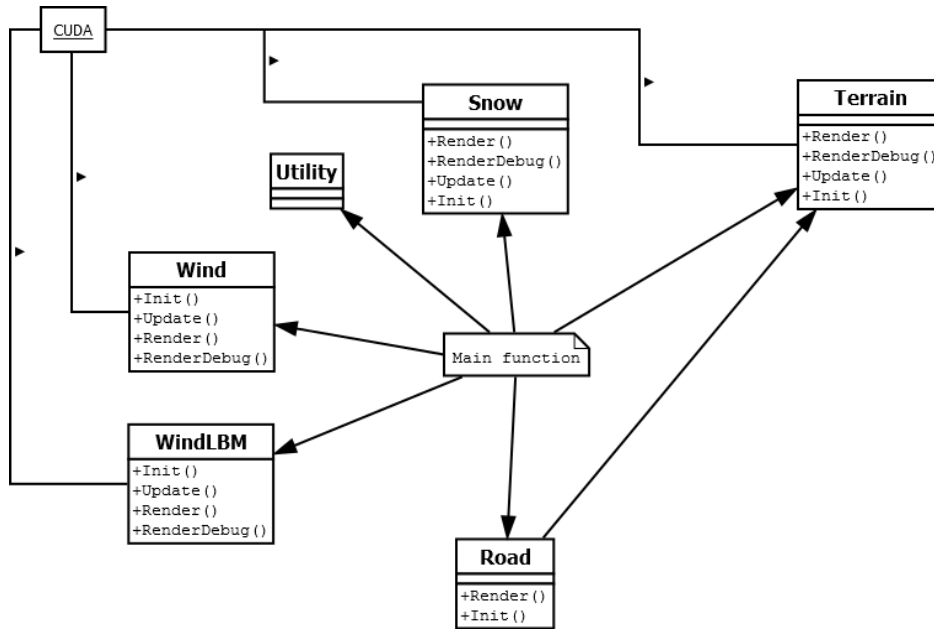 CUDA
Snow
+Render()
+RenderDebug()
+Update()
+Init()
Terrain
+Render()
+RenderDebug()
+Update()
+Init()
Utility
Wind
+Init()
+Update()
+Render()
+RenderDebug()
Main function
WindLBM
+Init()
+Update()
+Render()
+RenderDebug()
Road
+Render()
+Init()